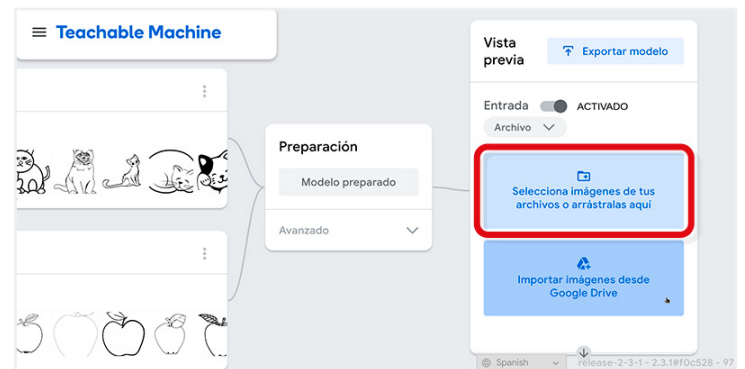 Teachable Machine
Vista
previa
Exportar modelo
Entrada
ACTIVADO
Archivo
Preparación
Modelo preparado
Avanzado
Selecciona imágenes de tus
archivos o arrástralas aquí
Importar imágenes desde
Google Drive
Spanish
release-2-3-1 - 2.3.1#f0c528 - 97